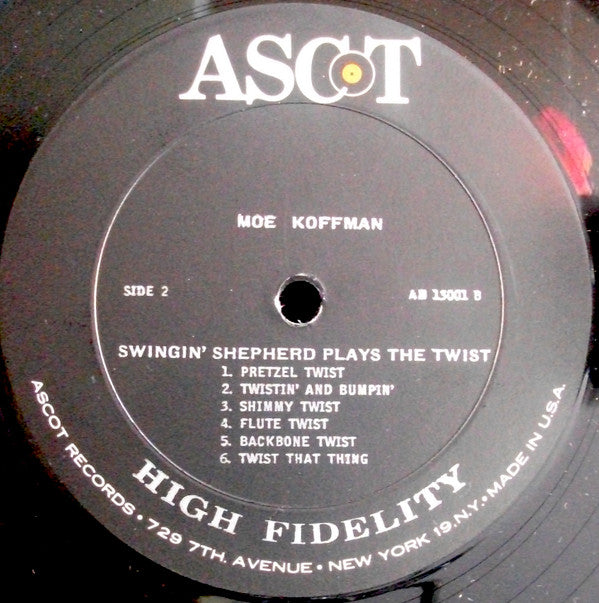 ASCOT
MOE KOFFMAN
SIDE 2
AM 13001 B
SWINGIN' SHEPHERD PLAYS THE TWIST
1. PRETZEL TWIST
2. TWISTIN' AND BUMPIN'
3. SHIMMY TWIST
4. FLUTE TWIST
5. BACKBONE TWIST
6. TWIST THAT THING
HIGH FIDELITY
ASCOT RECORDS • 729 7TH. AVENUE • NEW YORK 19, N.Y. • MADE IN U.S.A.